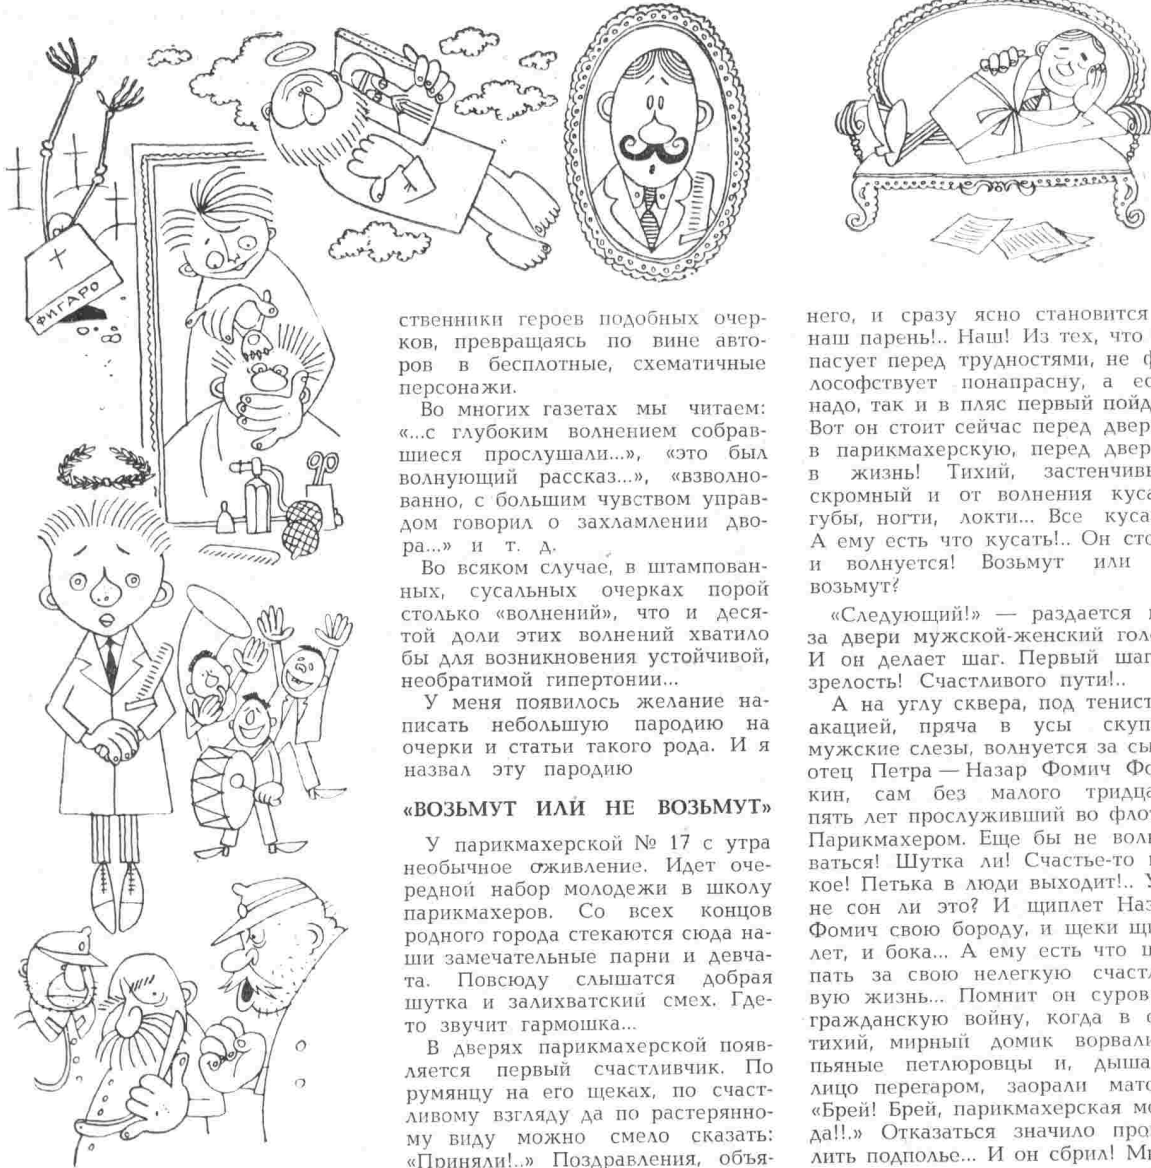 ФИГАРО
ственники героев подобных очер-
ков, превращаясь по вине авто-
ров в бесплотные, схематичные
персонажи.
Во многих газетах мы читаем:
«...с глубоким волнением собрав-
шиеся прослушали...», «это был
волнующий рассказ...», «взволно-
ванно, с большим чувством управ-
дом говорил о захламлении дво-
ра...» и т. д.
Во всяком случае, в штампован-
ных, сусальных очерках порой
столько «волнений», что и деся-
той доли этих волнений хватило
бы для возникновения устойчивой,
необратимой гипертонии...
У меня появилось желание на-
писать небольшую пародию на
очерки и статьи такого рода. И я
назвал эту пародию
«ВОЗЬМУТ ИЛИ НЕ ВОЗЬМУТ»
У парикмахерской № 17 с утра
необычное оживление. Идет оче-
редной набор молодежи в школу
парикмахеров. Со всех концов
родного города стекаются сюда на-
ши замечательные парни и девча-
та. Повсюду слышатся добрая
шутка и залихватский смех. Где-
то звучит гармошка...
В дверях парикмахерской появ-
ляется первый счастливчик. По
румянцу на его щеках, по счаст-
ливому взгляду да по растерянно-
му виду можно смело сказать:
«Приняли!..» Поздравления, объя-
него, и сразу ясно становится
наш парень!.. Наш! Из тех, что
пасует перед трудностями, не ф
лософствует понапрасну, а ес
надо, так и в пляс первый пойд
Вот он стоит сейчас перед двер
в парикмахерскую, перед двер
в жизнь! Тихий, застенчивы
скромный и от волнения куса
губы, ногти, локти... Все куса
А ему есть что кусать!.. Он сто
и волнуется! Возьмут или
возьмут?
«Следующий!» — раздается и
за двери мужской-женский голо
И он делает шаг. Первый шаг
зрелость! Счастливого пути!..
А на углу сквера, под тенист
акацией, пряча в усы скуп
мужские слезы, волнуется за сы
отец Петра — Назар Фомич Фо
кин, сам без малого тридца
пять лет прослуживший во флот
Парикмахером. Еще бы не волн
ваться! Шутка ли! Счастье-то к
кое! Петька в люди выходит!.. У
не сон ли это? И щиплет Наз
Фомич свою бороду, и щеки щи
лет, и бока... А ему есть что щ
пать за свою нелегкую счастл
вую жизнь... Помнит он суров
гражданскую войну, когда в е
тихий, мирный домик ворвали
пьяные петлюровцы и, дыша
лицо перегаром, заорали мато
«Брей! Брей, парикмахерская мо
да!!.» Отказаться значило пров
лить подполье... И он сбрил! Ми